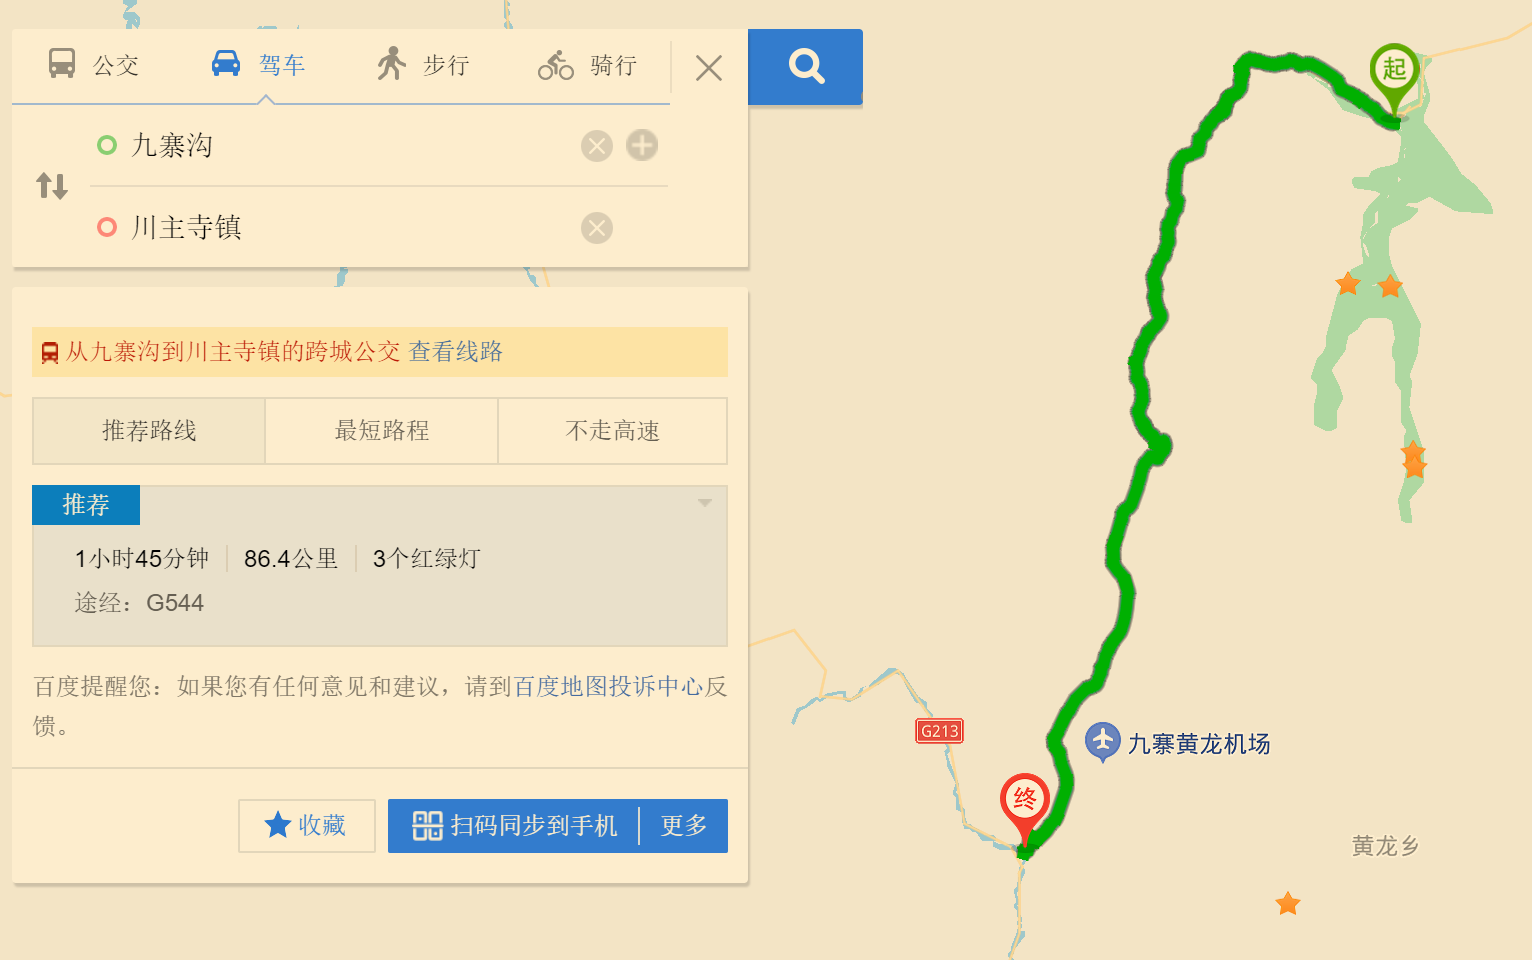 公交 驾车 步行 骑行
九寨沟
川主寺镇
从九寨沟到川主寺镇的跨城公交 查看线路
推荐路线 最短路程 不走高速
推荐
1小时45分钟 86.4公里 3个红绿灯
途经：G544
百度提醒您：如果您有任何意见和建议，请到百度地图投诉中心反
馈。
收藏 扫码同步到手机 更多
起
G213
九寨黄龙机场
终
黄龙乡